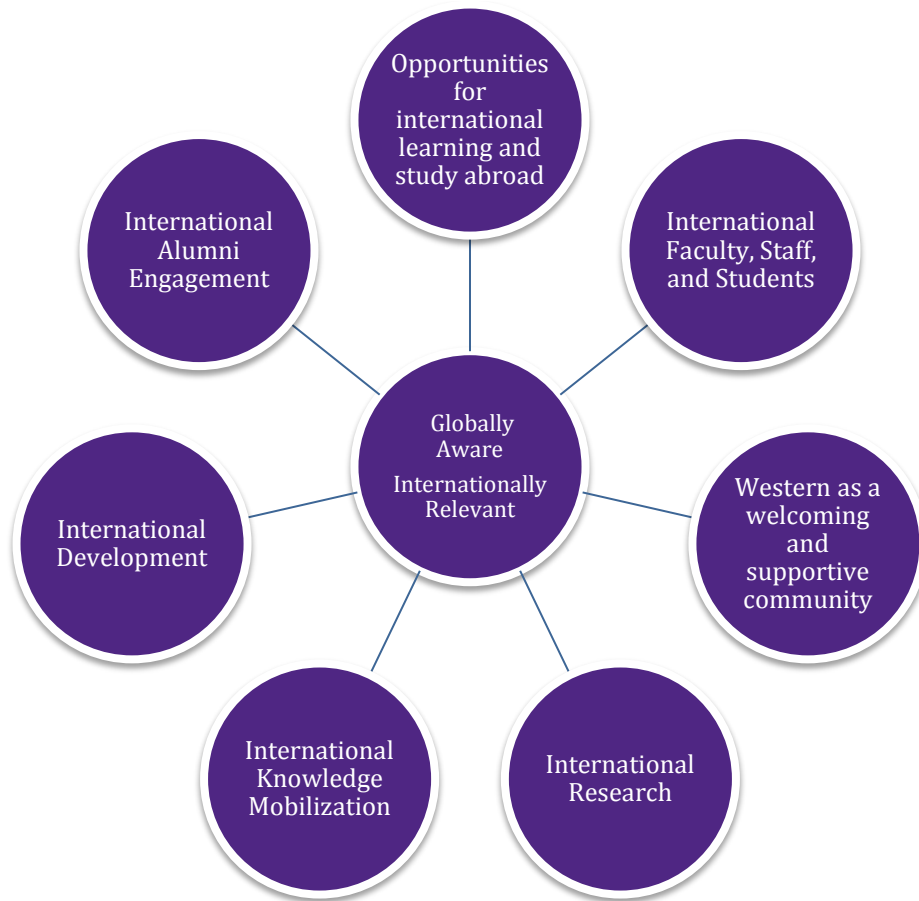 Opportunities
for
international
learning and
study abroad
International
Faculty, Staff,
and Students
Western as a
welcoming
and
supportive
community
International
Research
International
Knowledge
Mobilization
International
Development
International
Alumni
Engagement
Globally
Aware
Internationally
Relevant